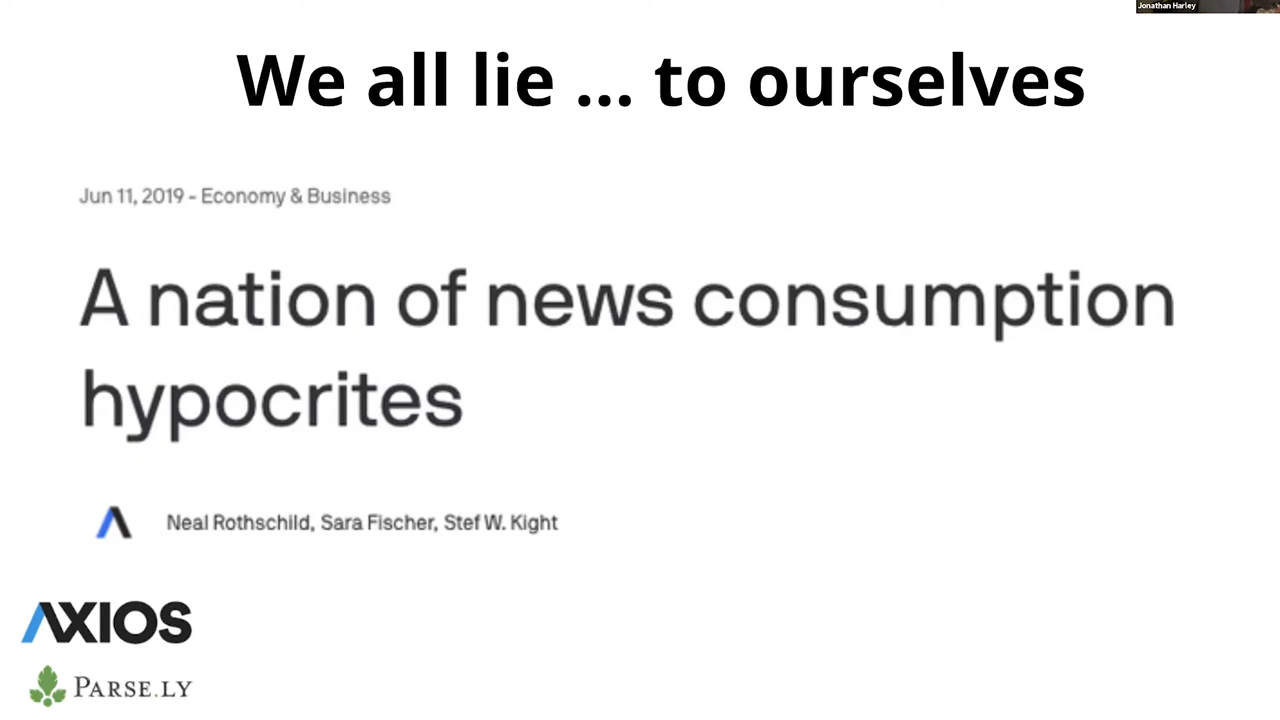 Jonathan Harley
We all lie ... to ourselves
Jun 11, 2019 - Economy & Business
A nation of news consumption
hypocrites
Neal Rothschild, Sara Fischer, Stef W. Kight
AXIOS
PARSE.LY